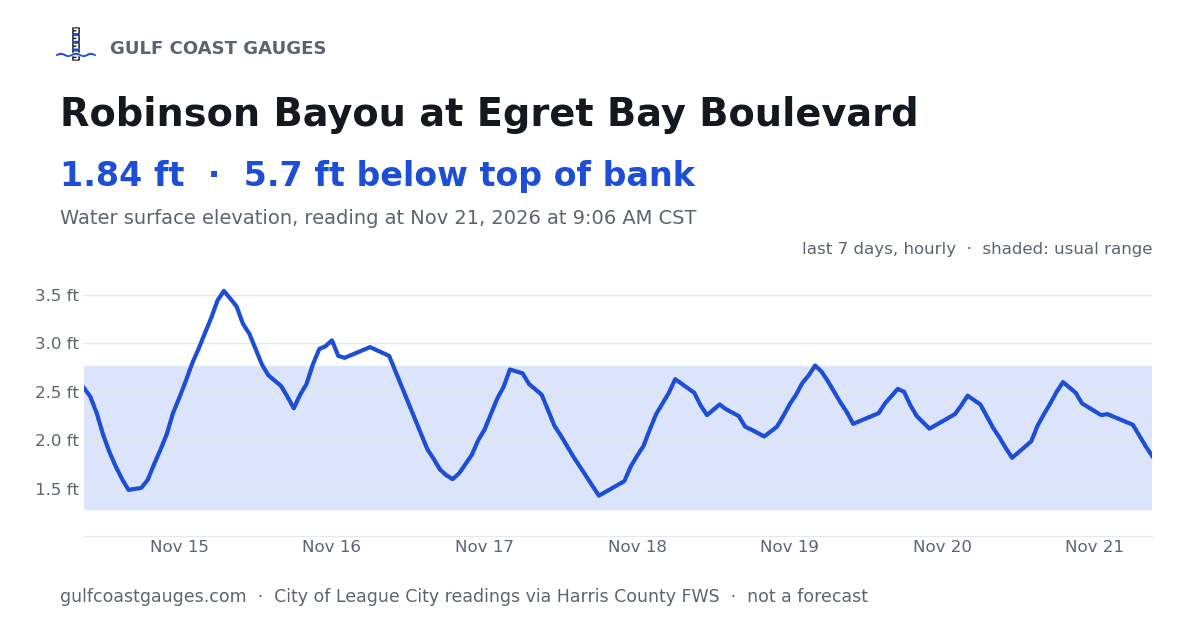 GULF COAST GAUGES
Robinson Bayou at Egret Bay Boulevard
1.84 ft · 5.7 ft below top of bank
Water surface elevation, reading at Nov 21, 2026 at 9:06 AM CST
last 7 days, hourly · shaded: usual range
3.5 ft
3.0 ft
2.5 ft
2.0 ft
1.5 ft
Nov 15 Nov 16 Nov 17 Nov 18 Nov 19 Nov 20 Nov 21
gulfcoastgauges.com · City of League City readings via Harris County FWS · not a forecast